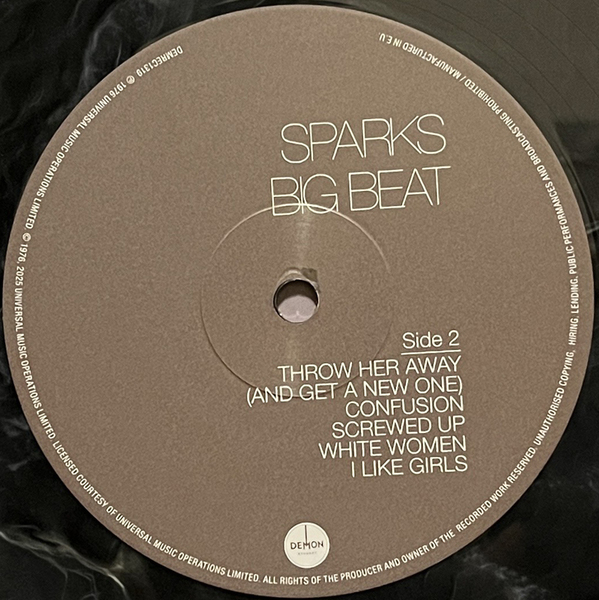 SPARKS
BIG BEAT
Side 2
THROW HER AWAY
(AND GET A NEW ONE)
CONFUSION
SCREWED UP
WHITE WOMEN
I LIKE GIRLS
DEMON
RECORDS
DEMREC1319 ℗ 1976 UNIVERSAL MUSIC OPERATIONS LIMITED. © 1976, 2025 UNIVERSAL MUSIC OPERATIONS LIMITED. LICENSED COURTESY OF UNIVERSAL MUSIC OPERATIONS LIMITED. ALL RIGHTS OF THE PRODUCER AND OWNER OF THE RECORDED WORK RESERVED. UNAUTHORISED COPYING, HIRING, LENDING, PUBLIC PERFORMANCES AND BROADCASTING PROHIBITED / MANUFACTURED IN E.U.